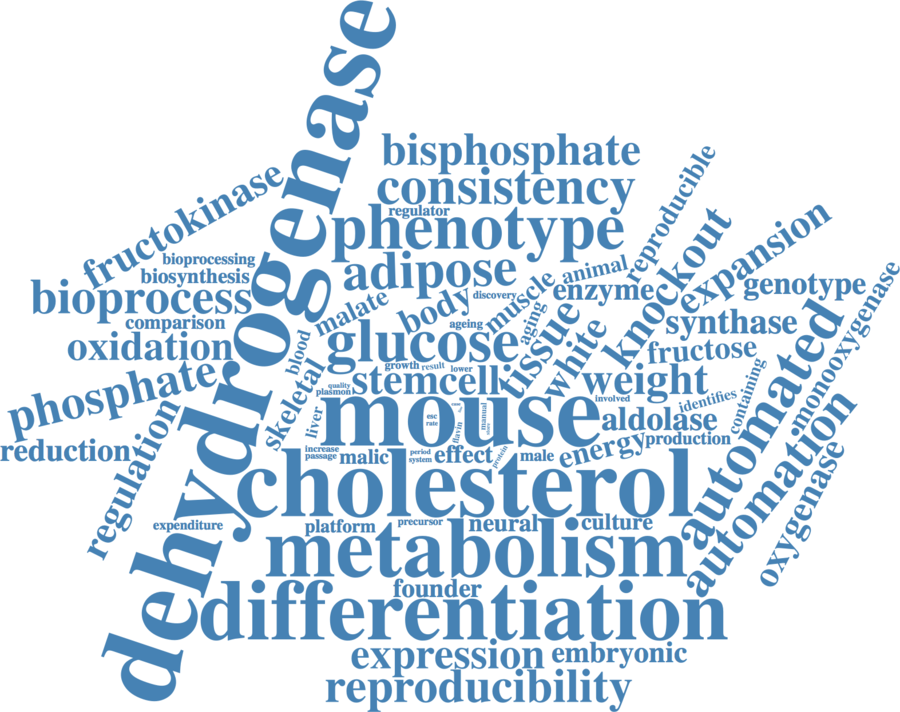 dehydrogenase
bisphosphate
consistency
regulator
phenotype
reproducible
fructokinase
bioprocessing
biosynthesis
bioprocess
comparison
oxidation
phosphate
reduction
regulation
adipose
malate
body
discovery
muscle
animal
enzyme
knockout
expansion
genotype
monooxygenase
blood
ageing
aging
glucose
tissue
white
synthase
fructose
automated
skeletal
growth
result
lower
stemcell
weight
quality
plasmon
involved
identifies
containing
liver
mouse
esc
rate
flavin
manual
aldolase
increase
passage
malic
period
system
effect
protein
male
energy
production
automation
oxygenase
cholesterol
expenditure
platform
precursor
neural
culture
metabolism
founder
differentiation
expression
embryonic
reproducibility